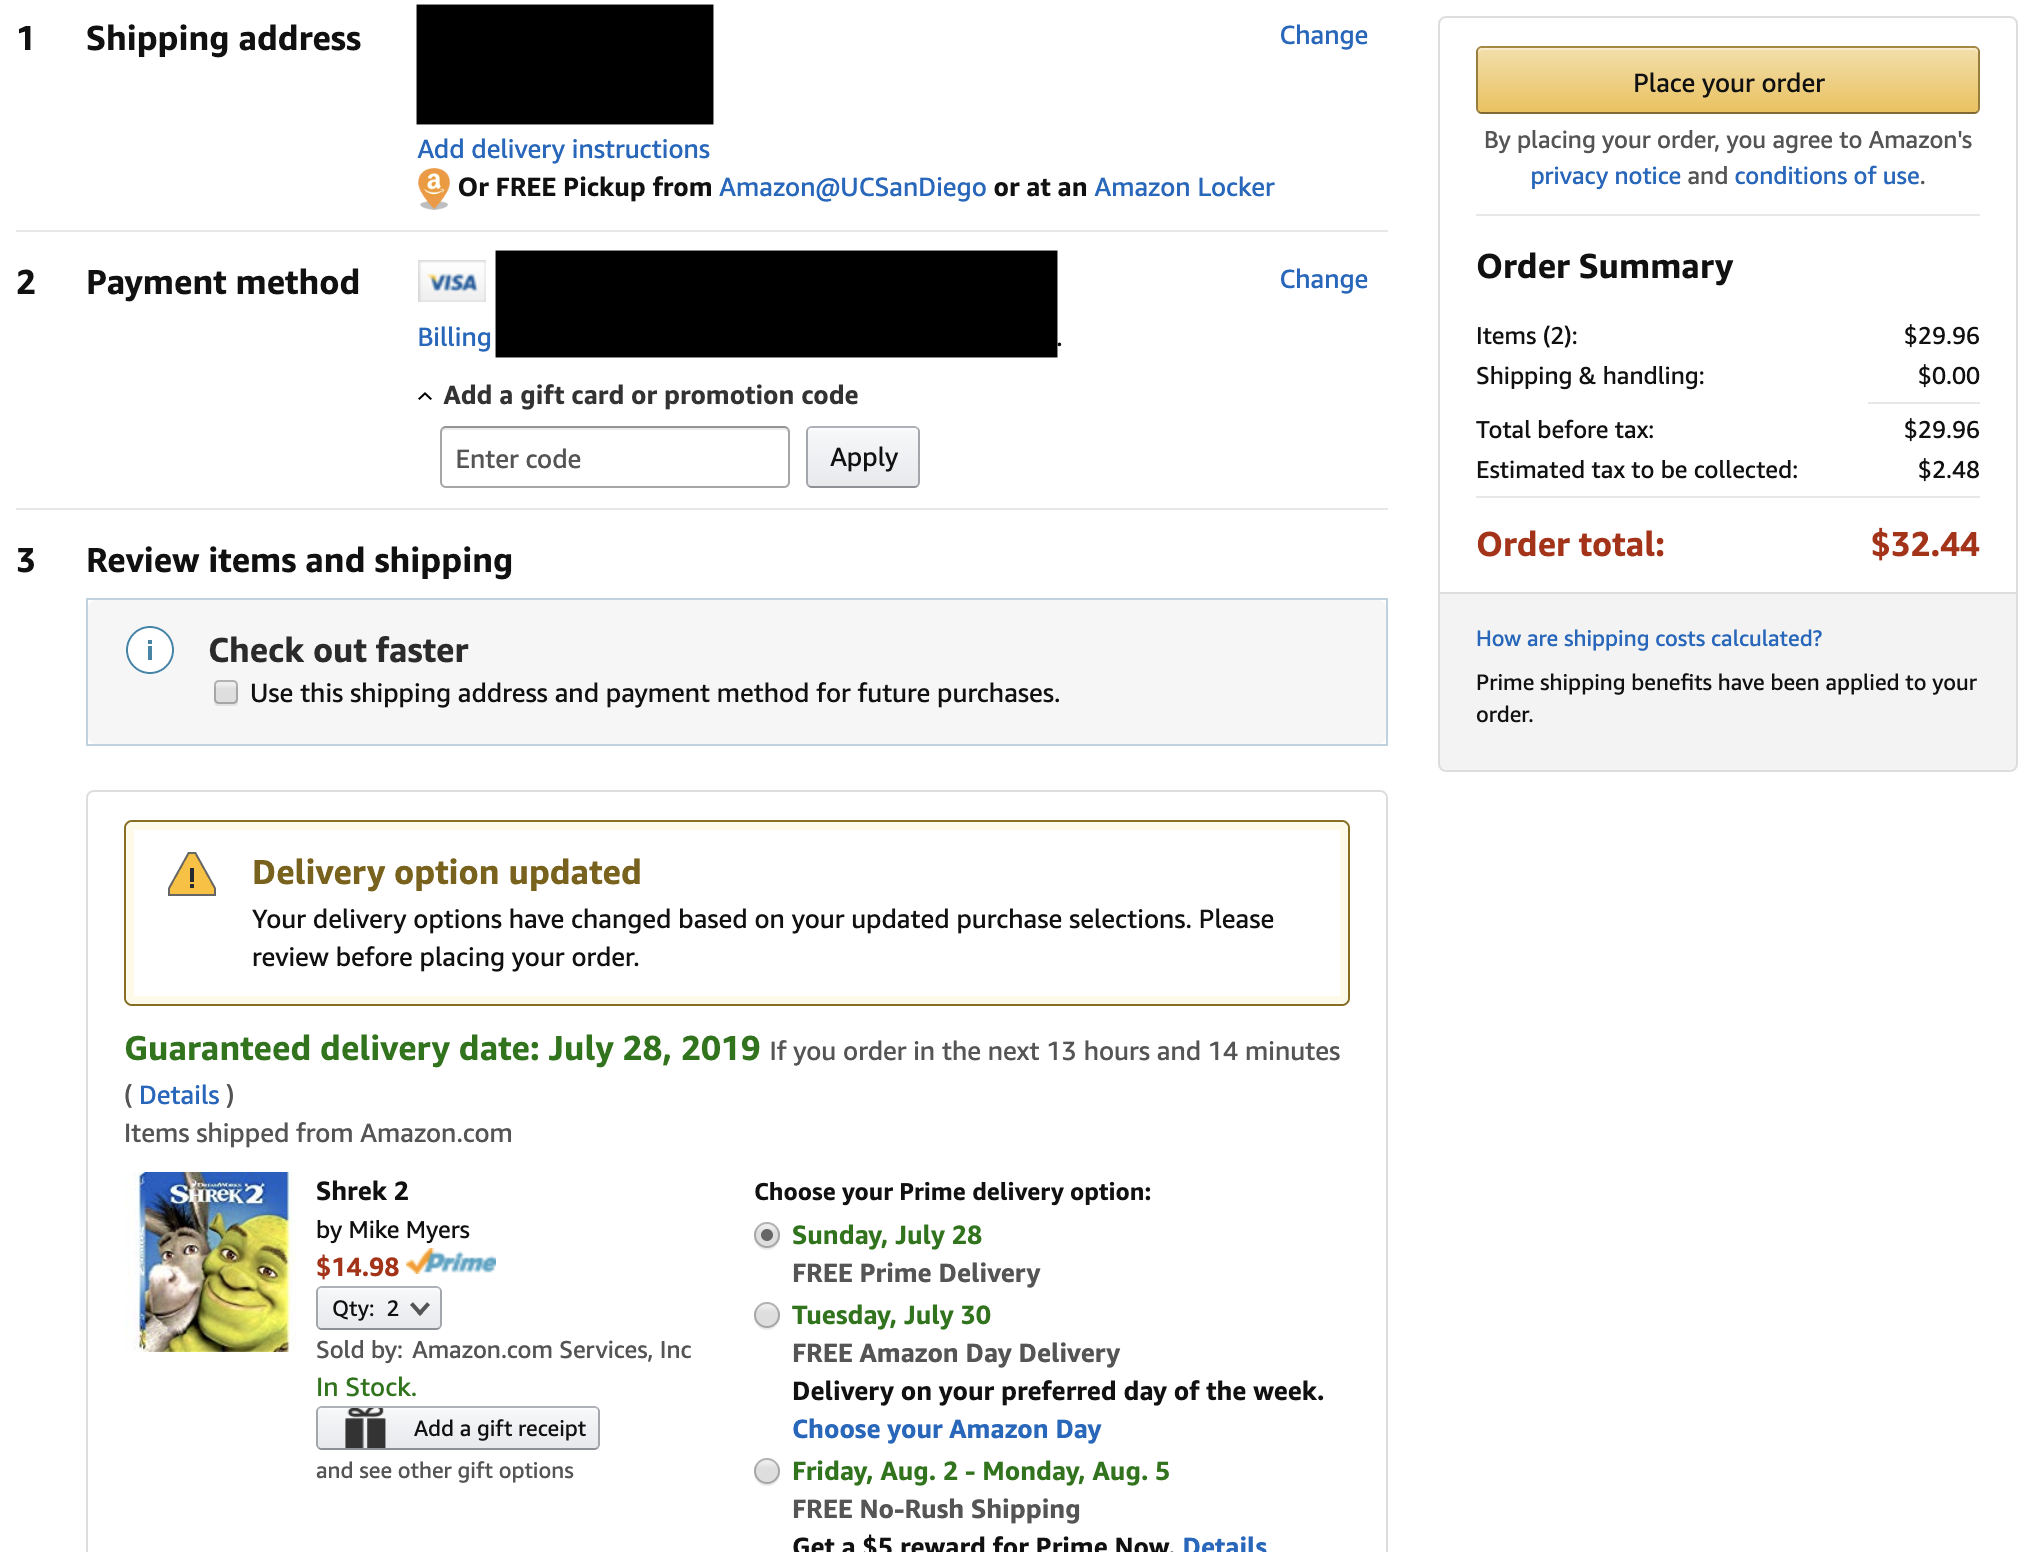 1 Shipping address
Change
Add delivery instructions
a Or FREE Pickup from Amazon@UCSanDiego or at an Amazon Locker
2 Payment method
VISA
Change
Billing .
Add a gift card or promotion code
Enter code
Apply
3 Review items and shipping
i Check out faster
Use this shipping address and payment method for future purchases.
! Delivery option updated
Your delivery options have changed based on your updated purchase selections. Please
review before placing your order.
Guaranteed delivery date: July 28, 2019 If you order in the next 13 hours and 14 minutes
( Details )
Items shipped from Amazon.com
SHREK 2
Shrek 2
by Mike Myers
$14.98 Prime
Qty: 2
Sold by: Amazon.com Services, Inc
In Stock.
Add a gift receipt
and see other gift options
Choose your Prime delivery option:
Sunday, July 28
FREE Prime Delivery
Tuesday, July 30
FREE Amazon Day Delivery
Delivery on your preferred day of the week.
Choose your Amazon Day
Friday, Aug. 2 - Monday, Aug. 5
FREE No-Rush Shipping
Get a $5 reward for Prime Now. Details
Place your order
By placing your order, you agree to Amazon's
privacy notice and conditions of use.
Order Summary
Items (2): $29.96
Shipping & handling: $0.00
Total before tax: $29.96
Estimated tax to be collected: $2.48
Order total: $32.44
How are shipping costs calculated?
Prime shipping benefits have been applied to your
order.